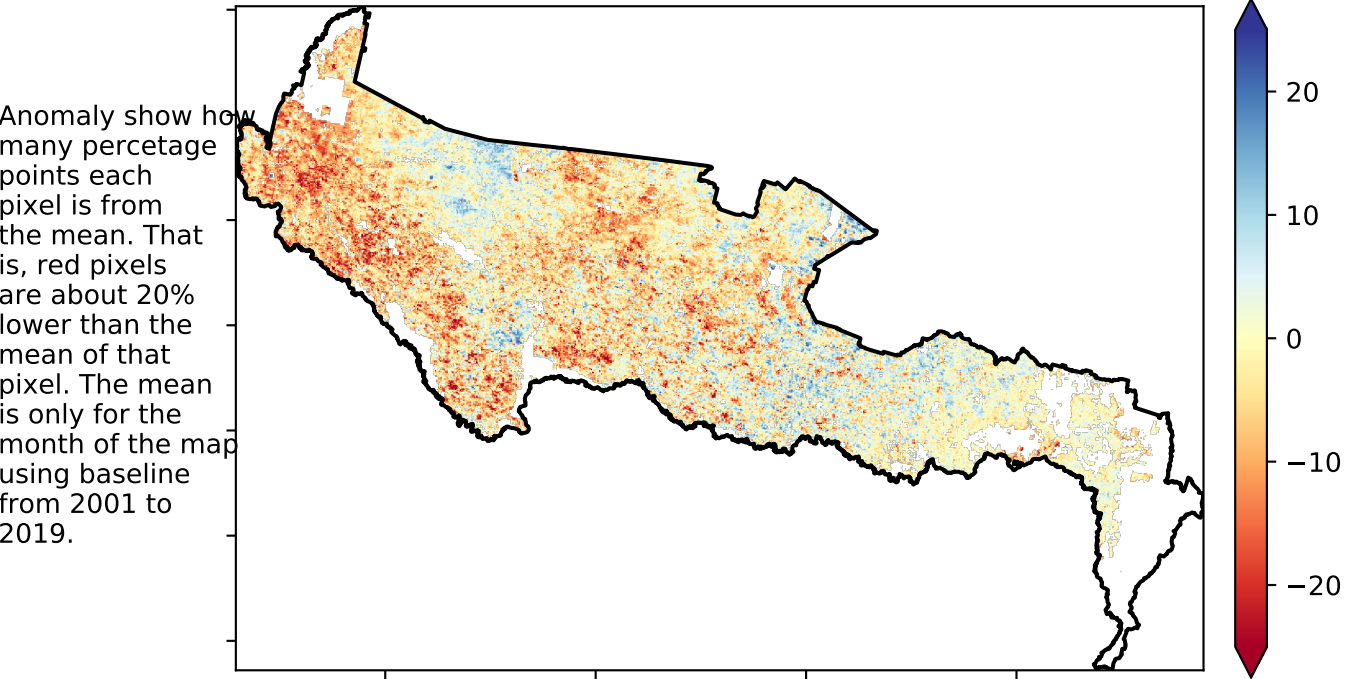 Anomaly show how
many percetage
points each
pixel is from
the mean. That
is, red pixels
are about 20%
lower than the
mean of that
pixel. The mean
is only for the
month of the map
using baseline
from 2001 to
2019.
20
10
0
−10
−20